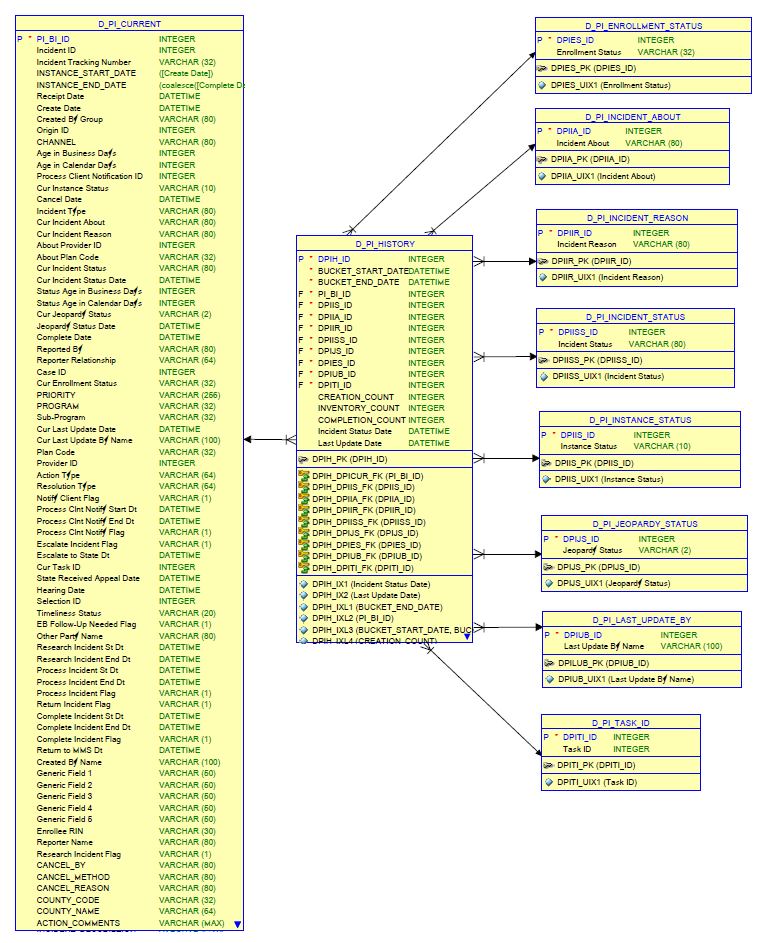 D_PI_CURRENT
P * PI_BI_ID INTEGER
Incident ID INTEGER
Incident Tracking Number VARCHAR (32)
INSTANCE_START_DATE ([Create Date])
INSTANCE_END_DATE (coalesce([Complete D
Receipt Date DATETIME
Create Date DATETIME
Created By Group VARCHAR (80)
Origin ID INTEGER
CHANNEL VARCHAR (80)
Age in Business Days INTEGER
Age in Calendar Days INTEGER
Process Client Notification ID INTEGER
Cur Instance Status VARCHAR (10)
Cancel Date DATETIME
Incident Type VARCHAR (80)
Cur Incident About VARCHAR (80)
Cur Incident Reason VARCHAR (80)
About Provider ID INTEGER
About Plan Code VARCHAR (32)
Cur Incident Status VARCHAR (80)
Cur Incident Status Date DATETIME
Status Age in Business Days INTEGER
Status Age in Calendar Days INTEGER
Cur Jeopardy Status VARCHAR (2)
Jeopardy Status Date DATETIME
Complete Date DATETIME
Reported By VARCHAR (80)
Reporter Relationship VARCHAR (64)
Case ID INTEGER
Cur Enrollment Status VARCHAR (32)
PRIORITY VARCHAR (256)
PROGRAM VARCHAR (32)
Sub-Program VARCHAR (32)
Cur Last Update Date DATETIME
Cur Last Update By Name VARCHAR (100)
Plan Code VARCHAR (32)
Provider ID INTEGER
Action Type VARCHAR (64)
Resolution Type VARCHAR (64)
Notify Client Flag VARCHAR (1)
Process Clnt Notify Start Dt DATETIME
Process Clnt Notify End Dt DATETIME
Process Clnt Notify Flag VARCHAR (1)
Escalate Incident Flag VARCHAR (1)
Escalate to State Dt DATETIME
Cur Task ID INTEGER
State Received Appeal Date DATETIME
Hearing Date DATETIME
Selection ID INTEGER
Timeliness Status VARCHAR (20)
EB Follow-Up Needed Flag VARCHAR (1)
Other Party Name VARCHAR (80)
Research Incident St Dt DATETIME
Research Incident End Dt DATETIME
Process Incident St Dt DATETIME
Process Incident End Dt DATETIME
Process Incident Flag VARCHAR (1)
Return Incident Flag VARCHAR (1)
Complete Incident St Dt DATETIME
Complete Incident End Dt DATETIME
Complete Incident Flag VARCHAR (1)
Return to MMS Dt DATETIME
Created By Name VARCHAR (100)
Generic Field 1 VARCHAR (50)
Generic Field 2 VARCHAR (50)
Generic Field 3 VARCHAR (50)
Generic Field 4 VARCHAR (50)
Generic Field 5 VARCHAR (50)
Enrollee RIN VARCHAR (30)
Reporter Name VARCHAR (80)
Research Incident Flag VARCHAR (1)
CANCEL_BY VARCHAR (80)
CANCEL_METHOD VARCHAR (80)
CANCEL_REASON VARCHAR (80)
COUNTY_CODE VARCHAR (32)
COUNTY_NAME VARCHAR (64)
ACTION_COMMENTS VARCHAR (MAX)
D_PI_HISTORY
P * DPIH_ID INTEGER
* BUCKET_START_DATE DATETIME
* BUCKET_END_DATE DATETIME
F * PI_BI_ID INTEGER
F * DPIIS_ID INTEGER
F * DPIIA_ID INTEGER
F * DPIIR_ID INTEGER
F * DPIISS_ID INTEGER
F * DPIJS_ID INTEGER
F * DPIES_ID INTEGER
F * DPIUB_ID INTEGER
F * DPITI_ID INTEGER
CREATION_COUNT INTEGER
INVENTORY_COUNT INTEGER
COMPLETION_COUNT INTEGER
Incident Status Date DATETIME
Last Update Date DATETIME
DPIH_PK (DPIH_ID)
DPIH_DPICUR_FK (PI_BI_ID)
DPIH_DPIIS_FK (DPIIS_ID)
DPIH_DPIIA_FK (DPIIA_ID)
DPIH_DPIIR_FK (DPIIR_ID)
DPIH_DPIISS_FK (DPIISS_ID)
DPIH_DPIJS_FK (DPIJS_ID)
DPIH_DPIES_FK (DPIES_ID)
DPIH_DPIUB_FK (DPIUB_ID)
DPIH_DPITI_FK (DPITI_ID)
DPIH_IX1 (Incident Status Date)
DPIH_IX2 (Last Update Date)
DPIH_IXL1 (BUCKET_END_DATE)
DPIH_IXL2 (PI_BI_ID)
DPIH_IXL3 (BUCKET_START_DATE, BUC
DPIH_IXL4 (CREATION_COUNT)
D_PI_ENROLLMENT_STATUS
P * DPIES_ID INTEGER
Enrollment Status VARCHAR (32)
DPIES_PK (DPIES_ID)
DPIES_UIX1 (Enrollment Status)
D_PI_INCIDENT_ABOUT
P * DPIIA_ID INTEGER
Incident About VARCHAR (80)
DPIIA_PK (DPIIA_ID)
DPIIA_UIX1 (Incident About)
D_PI_INCIDENT_REASON
P * DPIIR_ID INTEGER
Incident Reason VARCHAR (80)
DPIIR_PK (DPIIR_ID)
DPIIR_UIX1 (Incident Reason)
D_PI_INCIDENT_STATUS
P * DPIISS_ID INTEGER
Incident Status VARCHAR (80)
DPIISS_PK (DPIISS_ID)
DPIISS_UIX1 (Incident Status)
D_PI_INSTANCE_STATUS
P * DPIIS_ID INTEGER
Instance Status VARCHAR (10)
DPIIS_PK (DPIIS_ID)
DPIIS_UIX1 (Instance Status)
D_PI_JEOPARDY_STATUS
P * DPIJS_ID INTEGER
Jeopardy Status VARCHAR (2)
DPIJS_PK (DPIJS_ID)
DPIJS_UIX1 (Jeopardy Status)
D_PI_LAST_UPDATE_BY
P * DPIUB_ID INTEGER
Last Update By Name VARCHAR (100)
DPILUB_PK (DPIUB_ID)
DPIUB_UIX1 (Last Update By Name)
D_PI_TASK_ID
P * DPITI_ID INTEGER
Task ID INTEGER
DPITI_PK (DPITI_ID)
DPITI_UIX1 (Task ID)